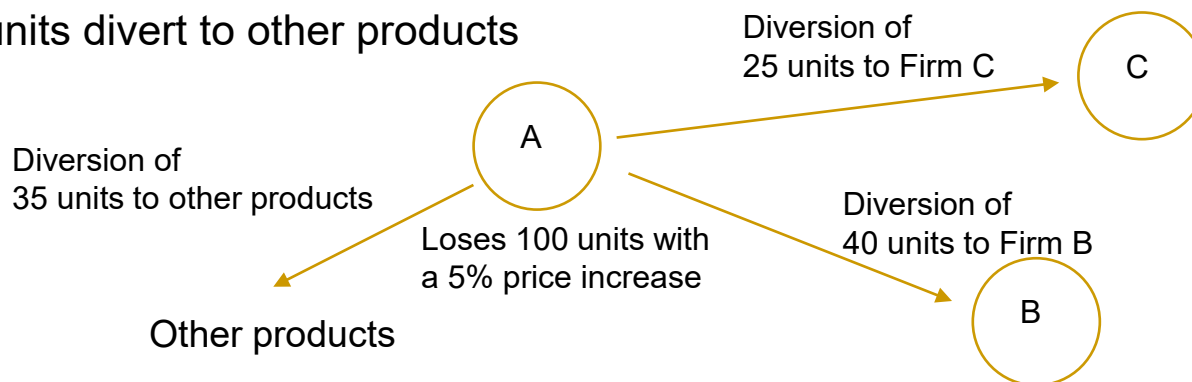 units divert to other products
Diversion of
25 units to Firm C
C
A
Diversion of
35 units to other products
Diversion of
40 units to Firm B
Loses 100 units with
a 5% price increase
B
Other products